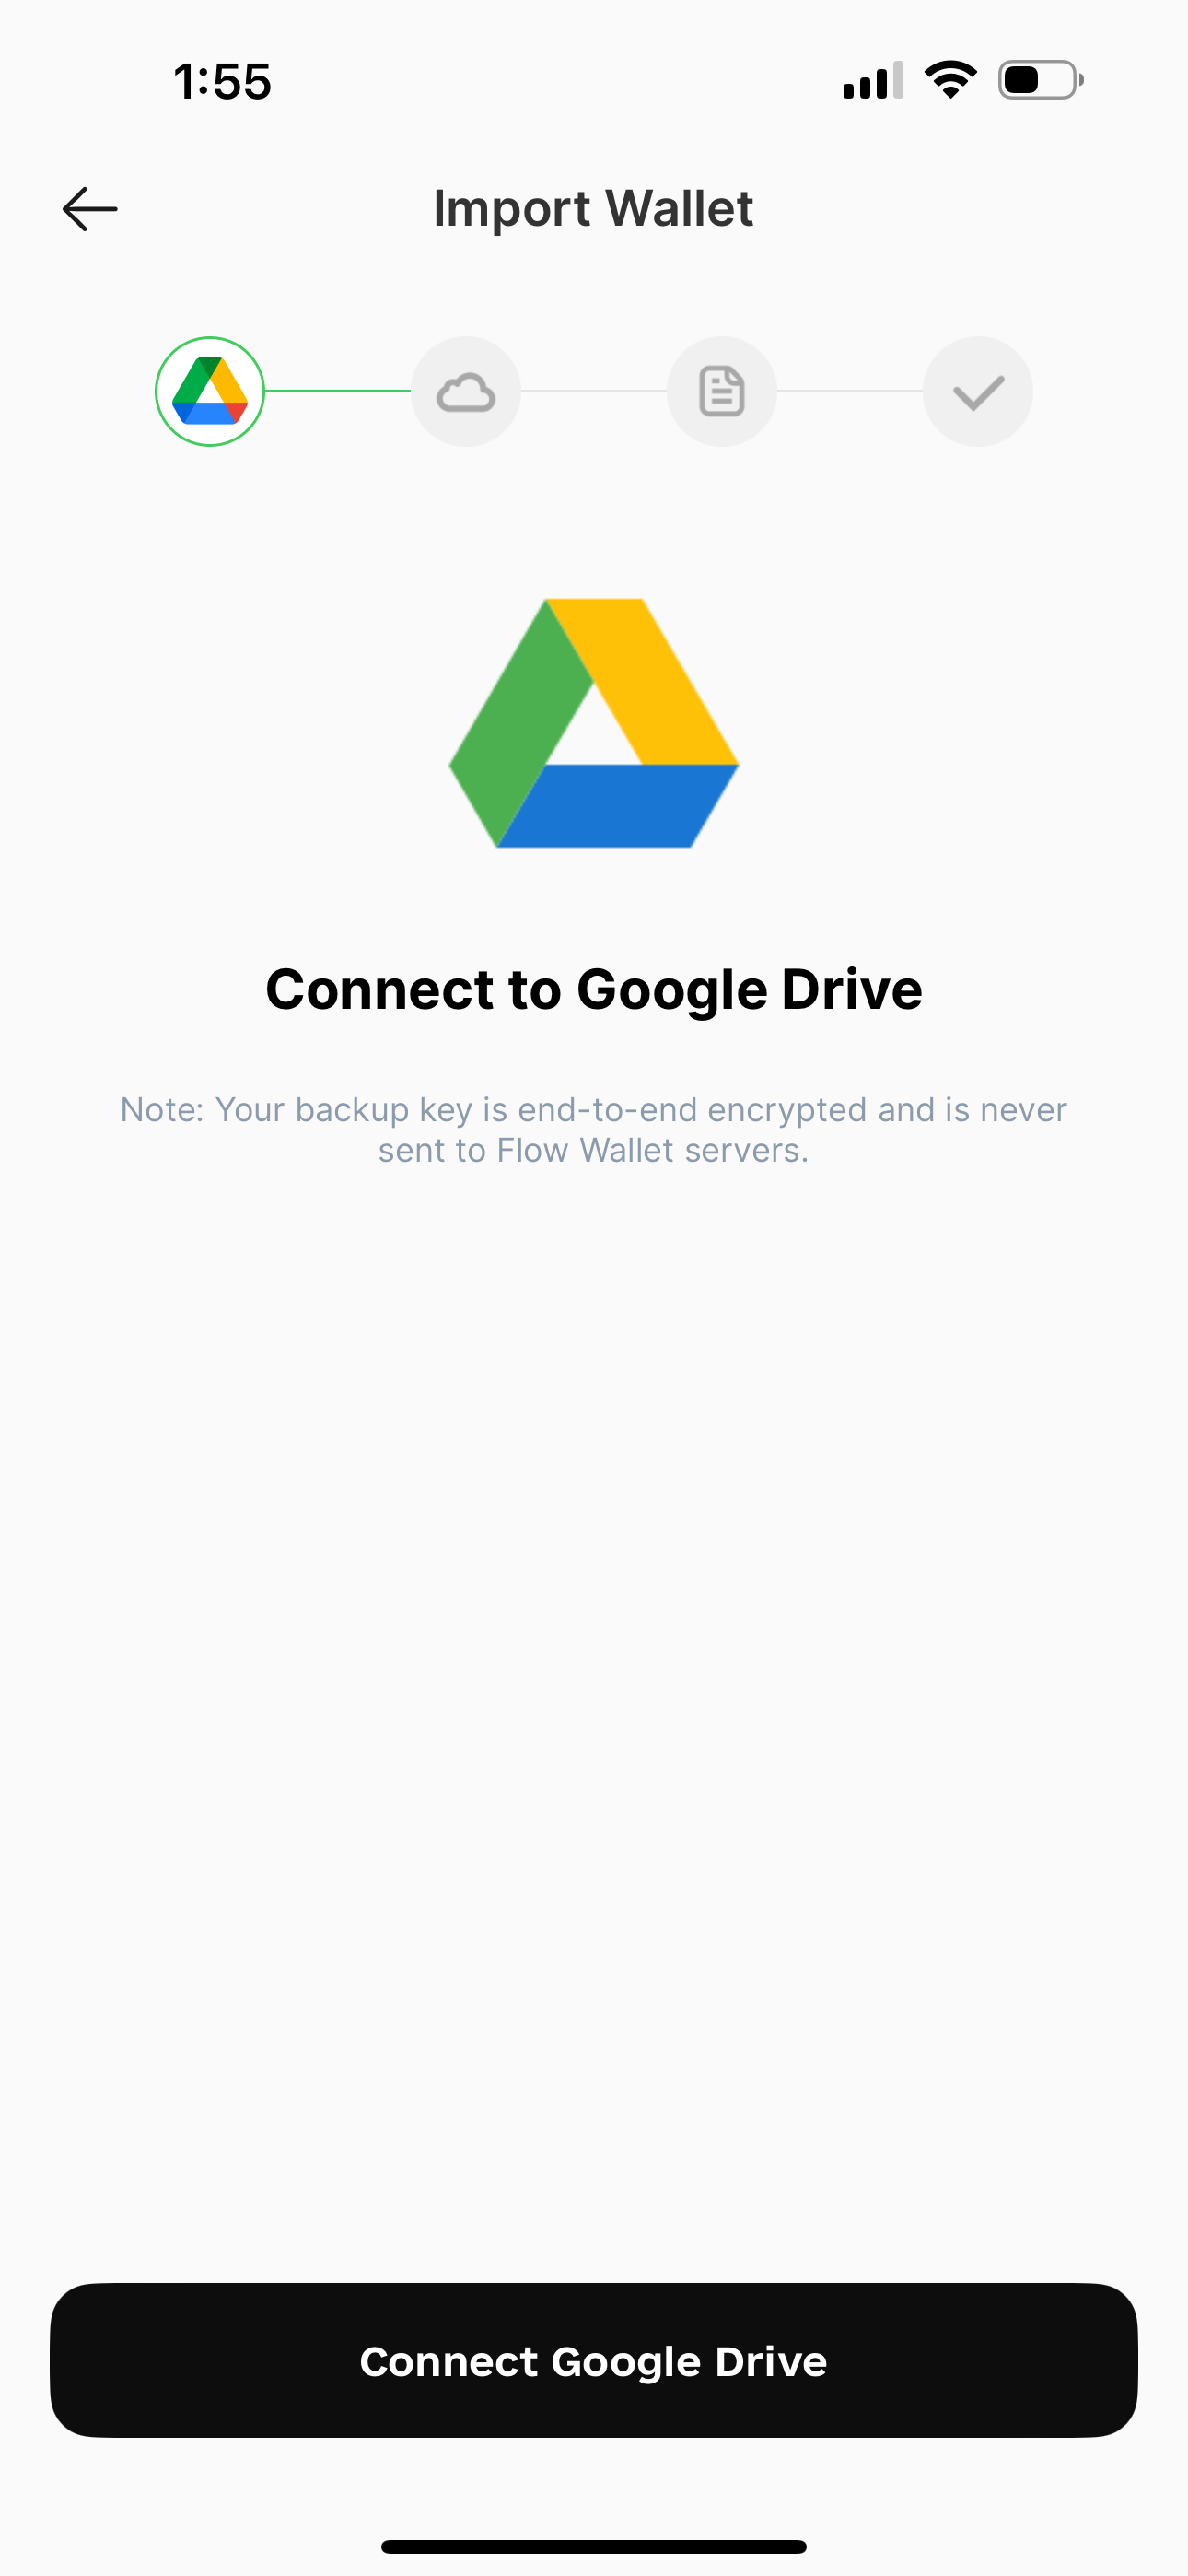 1:55
Import Wallet
Connect to Google Drive
Note: Your backup key is end-to-end encrypted and is never
sent to Flow Wallet servers.
Connect Google Drive